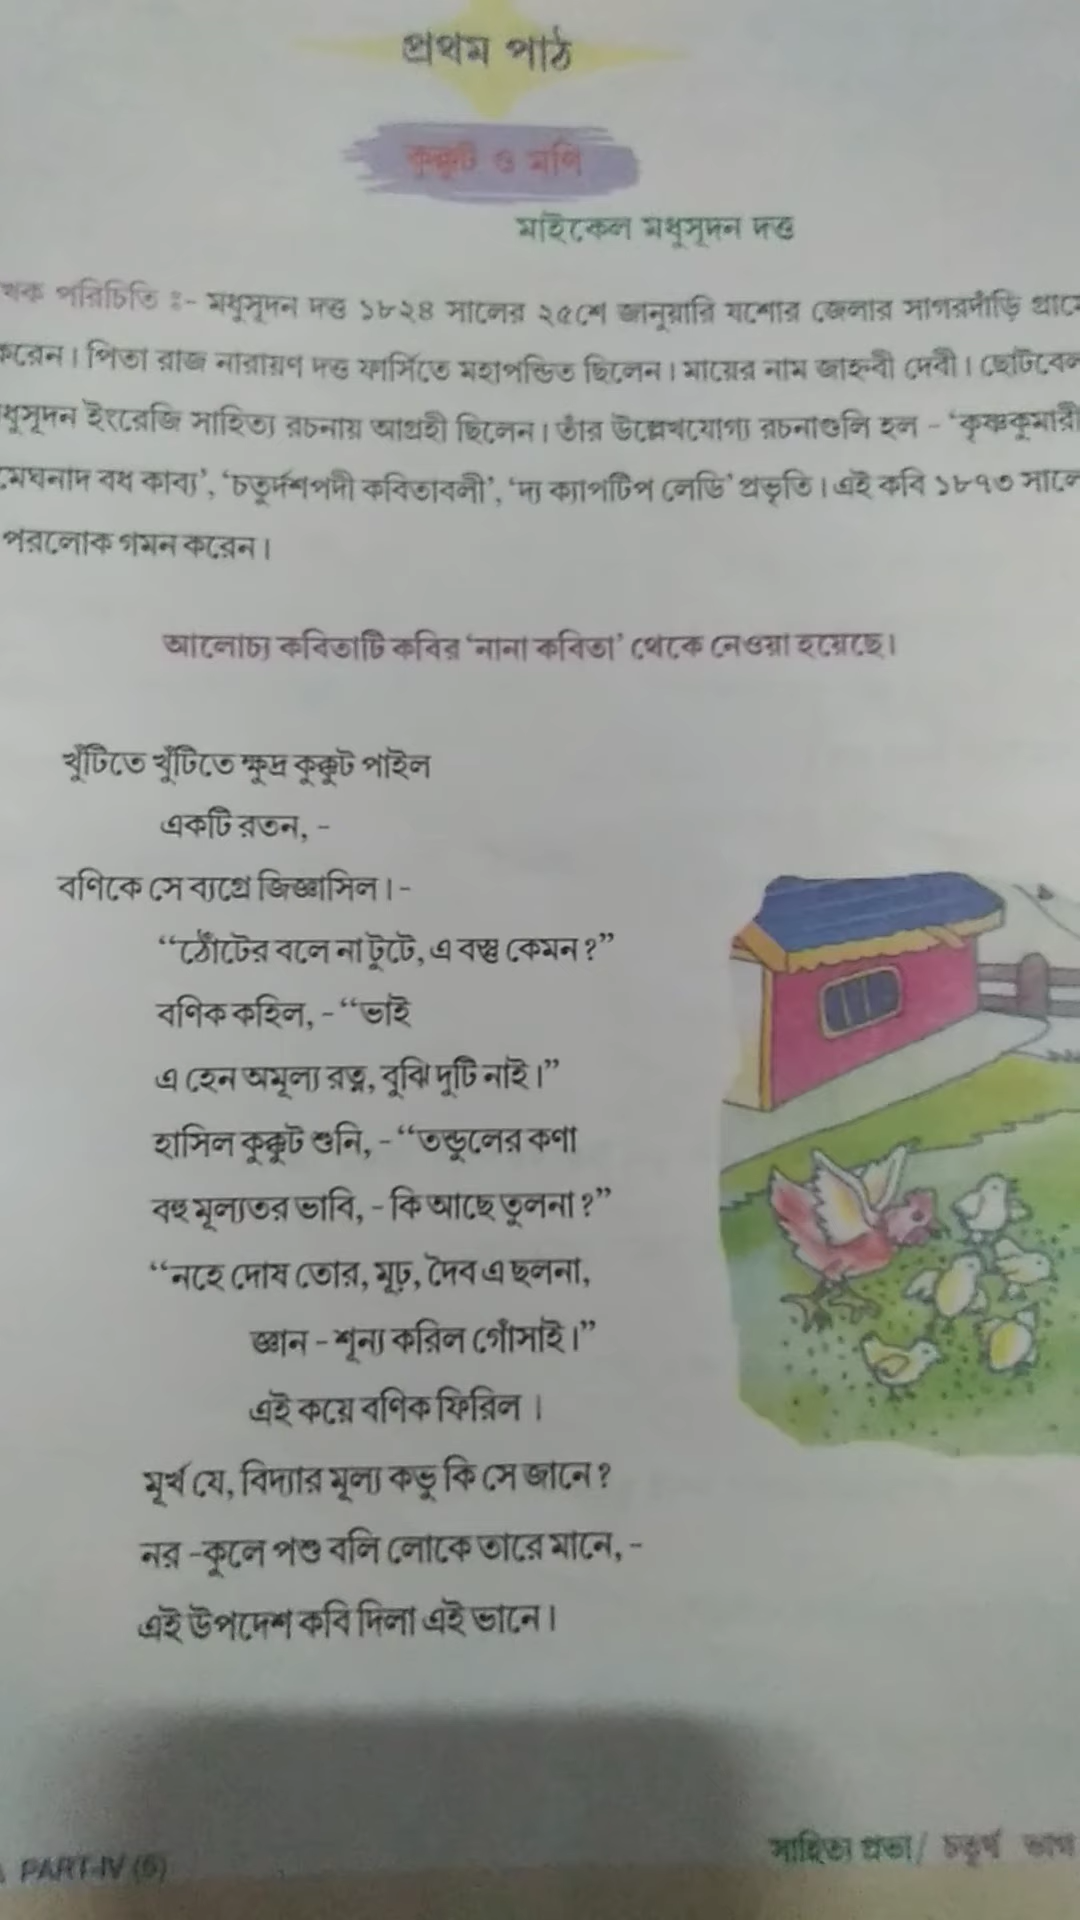 প্রথম পাঠ
কুক্কুট ও মণি
মাইকেল মধুসূদন দত্ত
খক পরিচিতি ঃ- মধুসূদন দত্ত ১৮২৪ সালের ২৫শে জানুয়ারি যশোর জেলার সাগরদাঁড়ি গ্রামে
করেন। পিতা রাজ নারায়ণ দত্ত ফার্সিতে মহাপন্ডিত ছিলেন। মায়ের নাম জাহ্নবী দেবী। ছোটবেল
ধুসূদন ইংরেজি সাহিত্য রচনায় আগ্রহী ছিলেন। তাঁর উল্লেখযোগ্য রচনাগুলি হল - ‘কৃষ্ণকুমারী
মেঘনাদ বধ কাব্য’, ‘চতুর্দশপদী কবিতাবলী’, ‘দ্য ক্যাপটিপ লেডি’ প্রভৃতি। এই কবি ১৮৭৩ সালে
পরলোক গমন করেন।
আলোচ্য কবিতাটি কবির ‘নানা কবিতা’ থেকে নেওয়া হয়েছে।
খুঁটিতে খুঁটিতে ক্ষুদ্র কুক্কুট পাইল
একটি রতন, -
বণিকে সে ব্যগ্রে জিজ্ঞাসিল।-
“ঠোঁটের বলে না টুটে, এ বস্তু কেমন?”
বণিক কহিল, - “ভাই
এ হেন অমূল্য রত্ন, বুঝি দুটি নাই।”
হাসিল কুক্কুট শুনি, - “তন্ডুলের কণা
বহু মূল্যতর ভাবি, - কি আছে তুলনা?”
“নহে দোষ তোর, মূঢ়, দৈব এ ছলনা,
জ্ঞান - শূন্য করিল গোঁসাই।”
এই কয়ে বণিক ফিরিল।
মূর্খ যে, বিদ্যার মূল্য কভু কি সে জানে?
নর -কুলে পশু বলি লোকে তারে মানে, -
এই উপদেশ কবি দিলা এই ভানে।
PART-IV (5)
সাহিত্য প্রভা/ চতুর্থ ভাগ